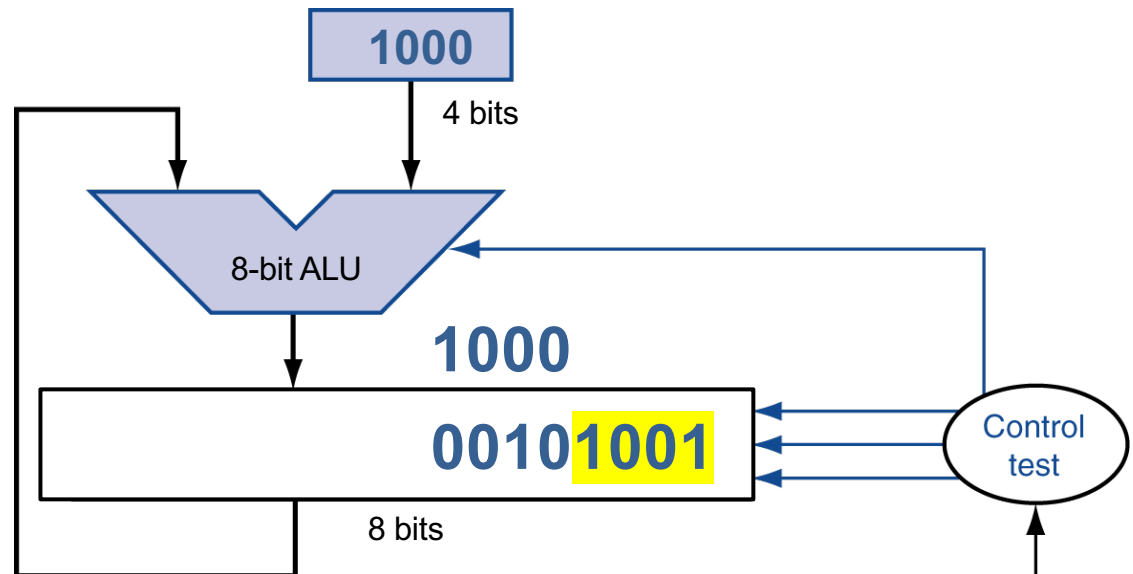 1000
4 bits
8-bit ALU
1000
00101001
Control
test
8 bits